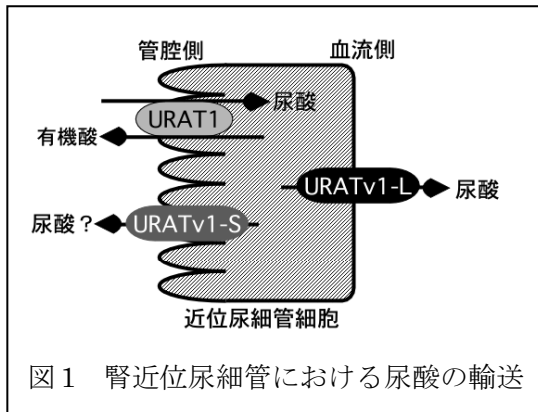 管腔側 血流側
尿酸
URAT1
有機酸
URATv1-L 尿酸
尿酸？ URATv1-S
近位尿細管細胞
図１ 腎近位尿細管における尿酸の輸送